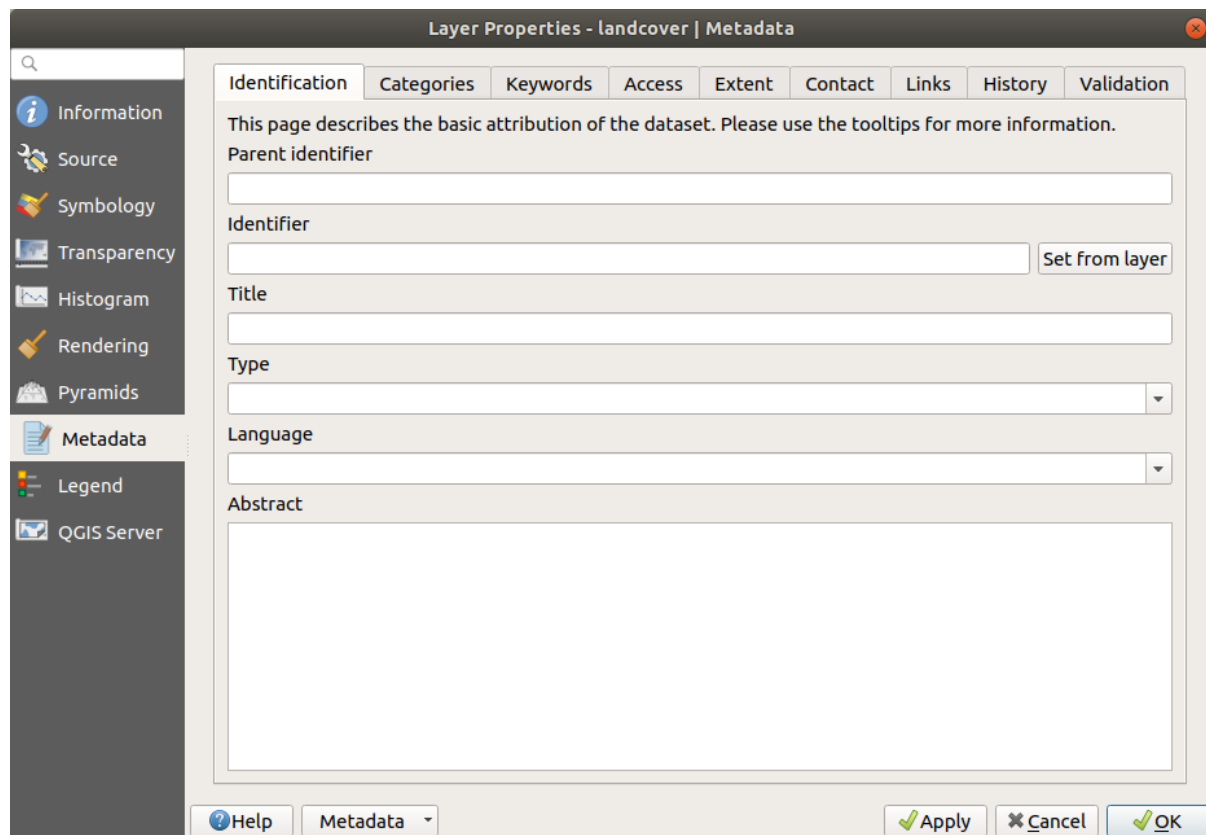 Layer Properties - landcover | Metadata
Information
Source
Symbology
Transparency
Histogram
Rendering
Pyramids
Metadata
Legend
QGIS Server
Identification Categories Keywords Access Extent Contact Links History Validation
This page describes the basic attribution of the dataset. Please use the tooltips for more information.
Parent identifier
Identifier
Set from layer
Title
Type
Language
Abstract
Help Metadata Apply Cancel OK